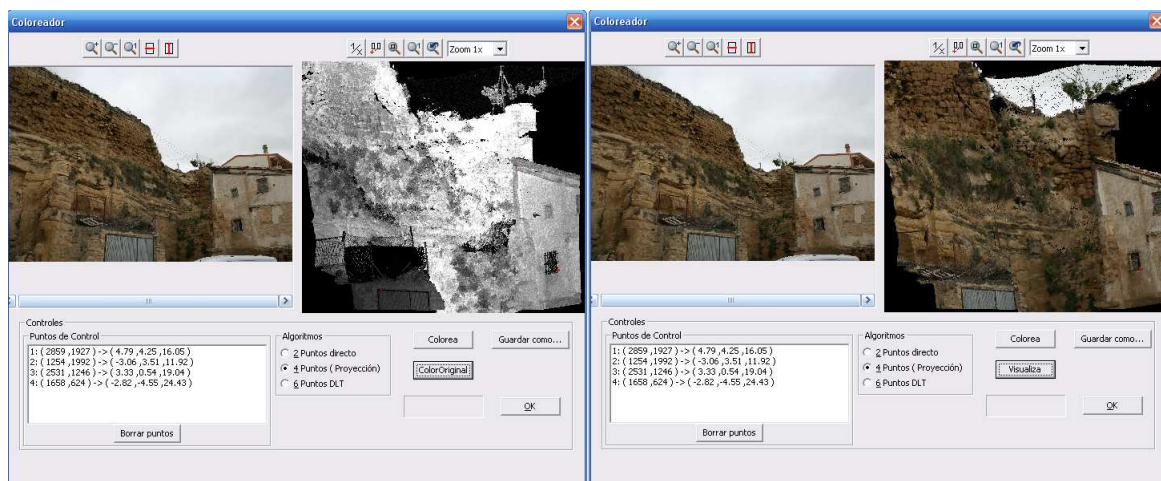 Coloreador
Zoom 1x
Controles
Puntos de Control
1: ( 2859 ,1927 ) -> ( 4.79 ,4.25 ,16.05 )
2: ( 1254 ,1992 ) -> ( -3.06 ,3.51 ,11.92 )
3: ( 2531 ,1246 ) -> ( 3.33 ,0.54 ,19.04 )
4: ( 1658 ,624 ) -> ( -2.82 ,-4.55 ,24.43 )
Borrar puntos
Algoritmos
2 Puntos directo
4 Puntos ( Proyección)
6 Puntos DLT
Colorea
Guardar como...
ColorOriginal
OK
Coloreador
Zoom 1x
Controles
Puntos de Control
1: ( 2859 ,1927 ) -> ( 4.79 ,4.25 ,16.05 )
2: ( 1254 ,1992 ) -> ( -3.06 ,3.51 ,11.92 )
3: ( 2531 ,1246 ) -> ( 3.33 ,0.54 ,19.04 )
4: ( 1658 ,624 ) -> ( -2.82 ,-4.55 ,24.43 )
Borrar puntos
Algoritmos
2 Puntos directo
4 Puntos ( Proyección)
6 Puntos DLT
Colorea
Guardar como...
Visualiza
OK